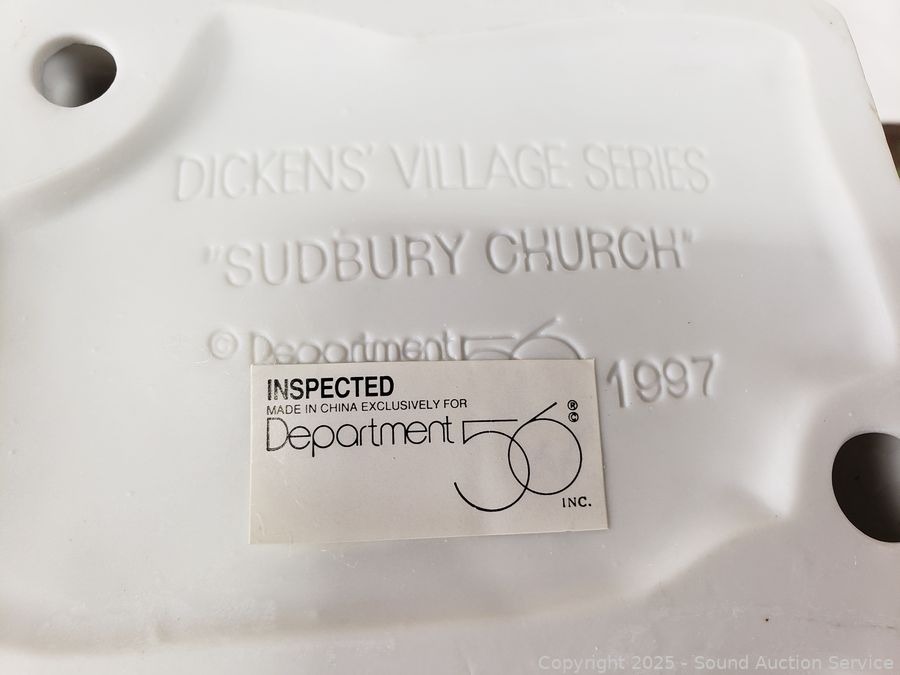 DICKENS' VILLAGE SERIES
"SUDBURY CHURCH"
© Department 56 1997
INSPECTED
MADE IN CHINA EXCLUSIVELY FOR
Department 56 ® ©
INC.
Copyright © 2025 - Sound Auction Service